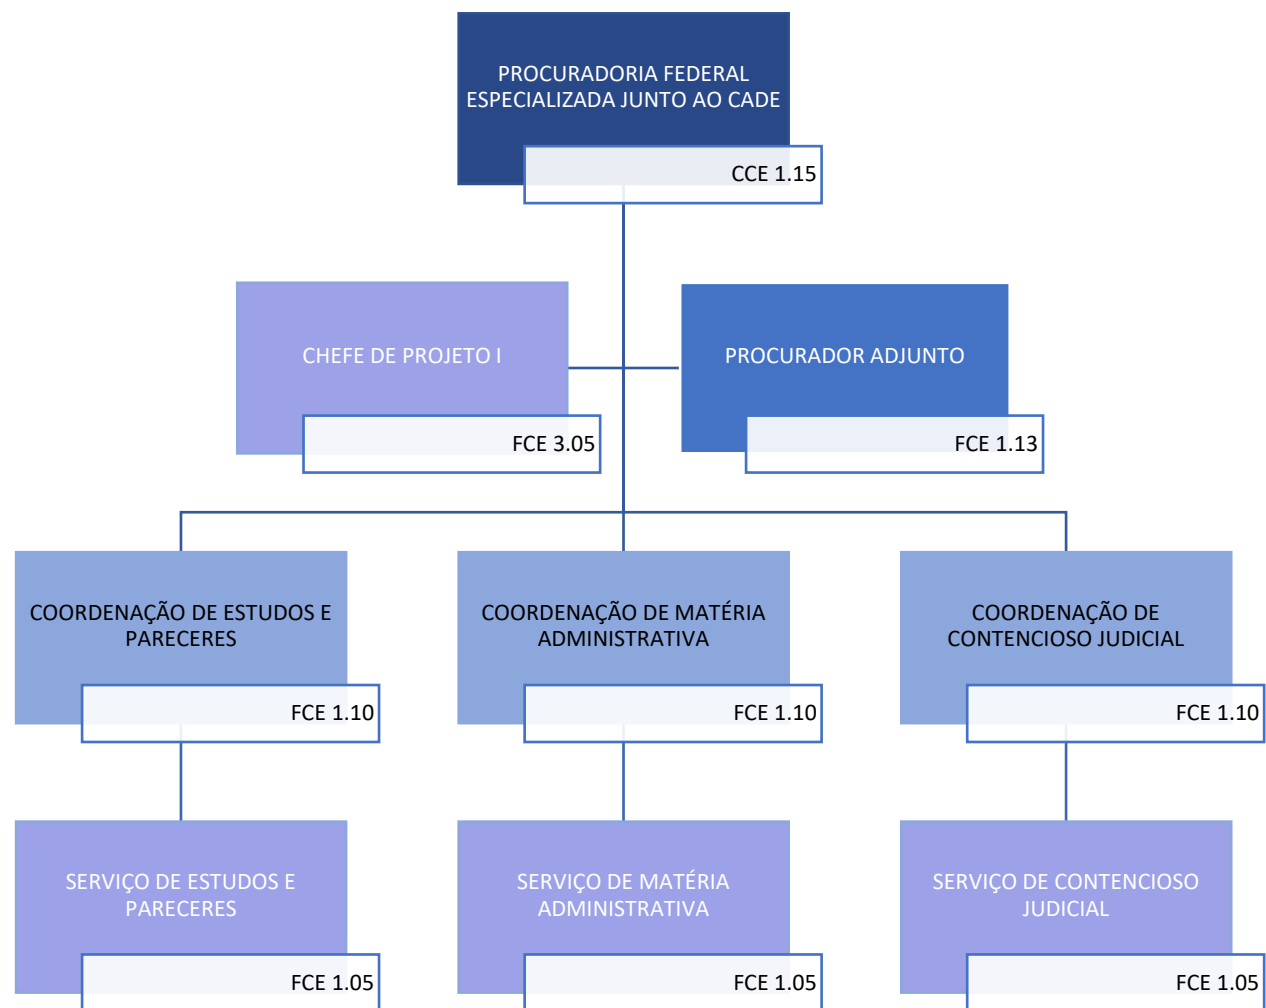 PROCURADORIA FEDERAL
ESPECIALIZADA JUNTO AO CADE
CCE 1.15
CHEFE DE PROJETO I
FCE 3.05
PROCURADOR ADJUNTO
FCE 1.13
COORDENAÇÃO DE ESTUDOS E
PARECERES
FCE 1.10
COORDENAÇÃO DE MATÉRIA
ADMINISTRATIVA
FCE 1.10
COORDENAÇÃO DE
CONTENCIOSO JUDICIAL
FCE 1.10
SERVIÇO DE ESTUDOS E
PARECERES
FCE 1.05
SERVIÇO DE MATÉRIA
ADMINISTRATIVA
FCE 1.05
SERVIÇO DE CONTENCIOSO
JUDICIAL
FCE 1.05